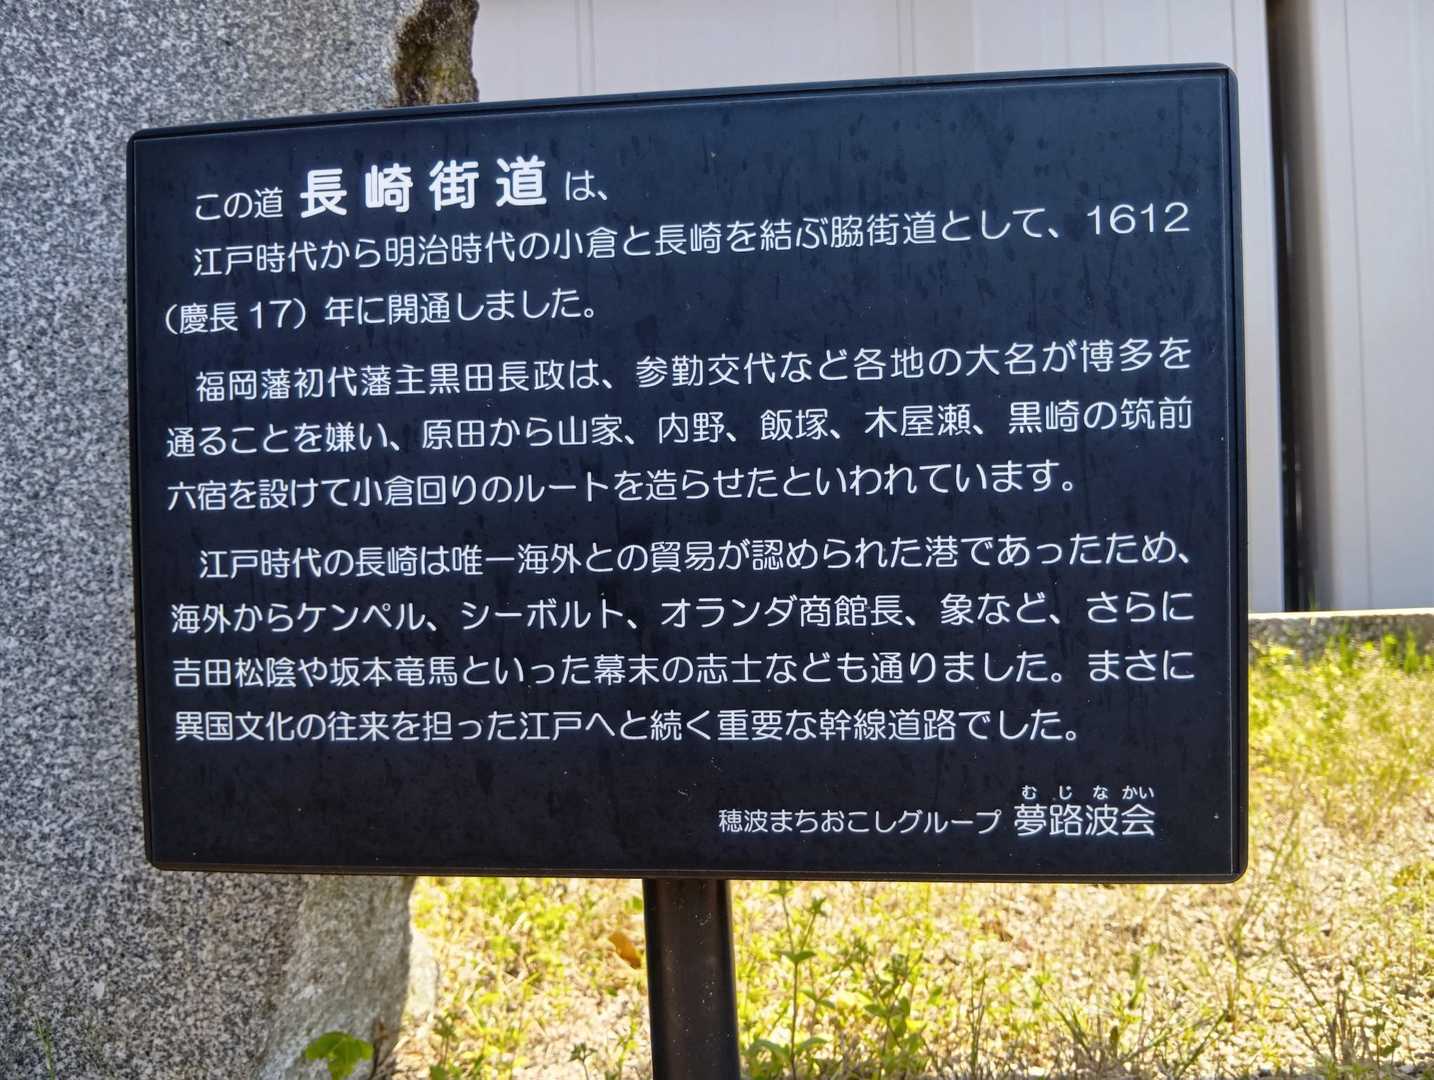 この道 長崎街道 は、
江戸時代から明治時代の小倉と長崎を結ぶ脇街道として、1612
（慶長 17）年に開通しました。
福岡藩初代藩主黒田長政は、参勤交代など各地の大名が博多を
通ることを嫌い、原田から山家、内野、飯塚、木屋瀬、黒崎の筑前
六宿を設けて小倉回りのルートを造らせたといわれています。
江戸時代の長崎は唯一海外との貿易が認められた港であったため、
海外からケンペル、シーボルト、オランダ商館長、象など、さらに
吉田松陰や坂本竜馬といった幕末の志士なども通りました。まさに
異国文化の往来を担った江戸へと続く重要な幹線道路でした。
む じ な かい
穂波まちおこしグループ 夢路波会